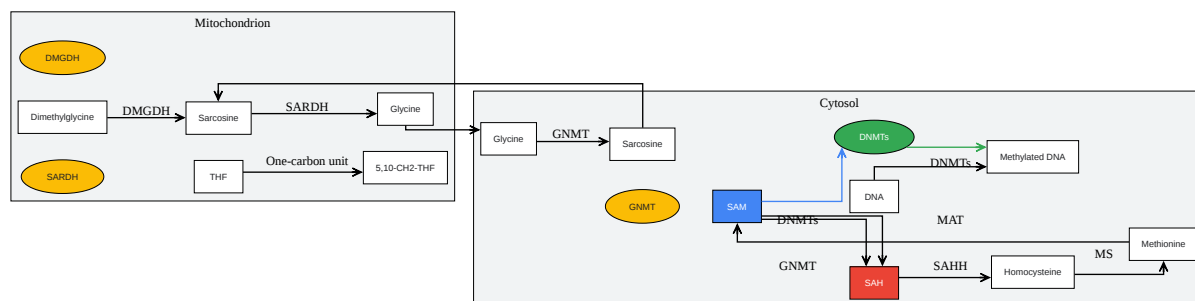 Mitochondrion
DMGDH
Dimethylglycine
DMGDH
Sarcosine
SARDH
Glycine
SARDH
THF
One-carbon unit
5,10-CH2-THF
Cytosol
Glycine
GNMT
Sarcosine
DNMTs
DNMTs
Methylated DNA
DNA
GNMT
SAM
DNMTs
MAT
Methionine
GNMT
SAH
SAHH
Homocysteine
MS